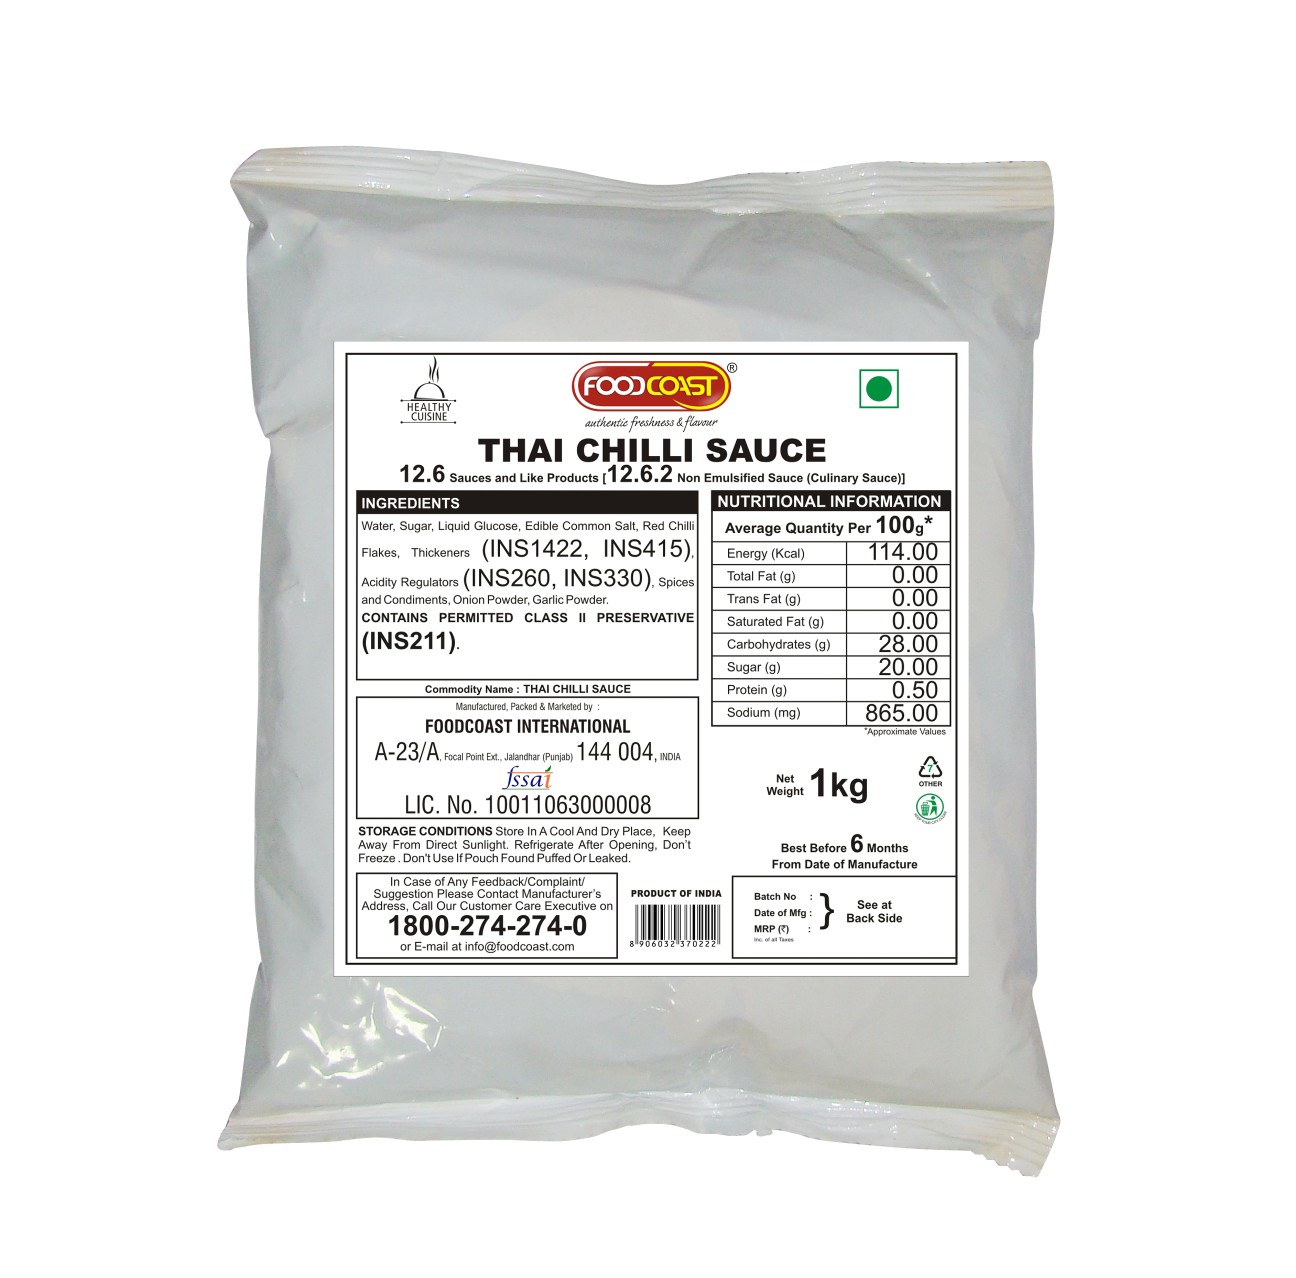 HEALTHY
CUISINE
FOODCOAST®
authentic freshness & flavour
THAI CHILLI SAUCE
12.6 Sauces and Like Products [12.6.2 Non Emulsified Sauce (Culinary Sauce)]
INGREDIENTS
Water, Sugar, Liquid Glucose, Edible Common Salt, Red Chilli
Flakes, Thickeners (INS1422, INS415),
Acidity Regulators (INS260, INS330), Spices
and Condiments, Onion Powder, Garlic Powder.
CONTAINS PERMITTED CLASS II PRESERVATIVE
(INS211).
NUTRITIONAL INFORMATION
Average Quantity Per 100g*
Energy (Kcal) 114.00
Total Fat (g) 0.00
Trans Fat (g) 0.00
Saturated Fat (g) 0.00
Carbohydrates (g) 28.00
Sugar (g) 20.00
Protein (g) 0.50
Sodium (mg) 865.00
*Approximate Values
Commodity Name : THAI CHILLI SAUCE
Manufactured, Packed & Marketed by :
FOODCOAST INTERNATIONAL
A-23/A, Focal Point Ext., Jalandhar (Punjab) 144 004, INDIA
fssai
LIC. No. 10011063000008
Net
Weight 1kg
7
OTHER
STORAGE CONDITIONS Store In A Cool And Dry Place, Keep
Away From Direct Sunlight. Refrigerate After Opening, Don't
Freeze . Don't Use If Pouch Found Puffed Or Leaked.
Best Before 6 Months
From Date of Manufacture
In Case of Any Feedback/Complaint/
Suggestion Please Contact Manufacturer's
Address, Call Our Customer Care Executive on
1800-274-274-0
or E-mail at info@foodcoast.com
PRODUCT OF INDIA
8 906032 370222
Batch No :
Date of Mfg :
MRP (₹) :
Inc. of all Taxes
See at
Back Side